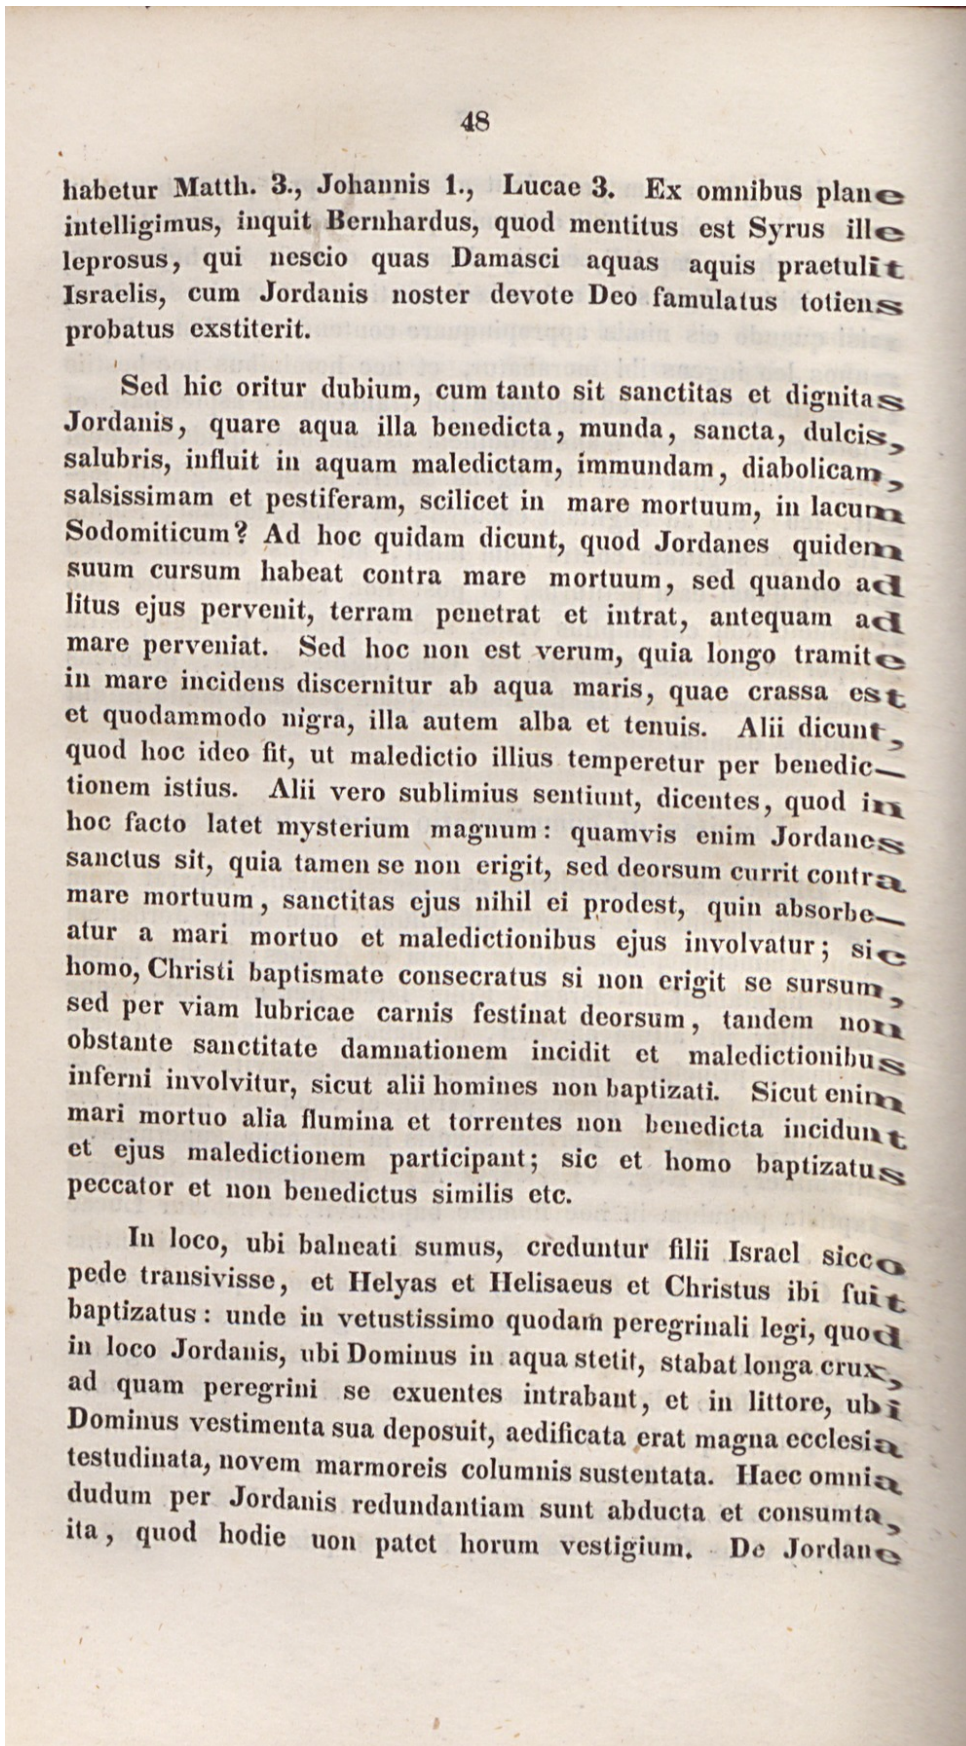 48
habetur Matth. 3., Johannis 1., Lucae 3. Ex omnibus plane
intelligimus, inquit Bernhardus, quod mentitus est Syrus ille
leprosus, qui nescio quas Damasci aquas aquis praetulit
Israelis, cum Jordanis noster devote Deo famulatus totiens
probatus exstiterit.
Sed hic oritur dubium, cum tanto sit sanctitas et dignitas
Jordanis, quare aqua illa benedicta, munda, sancta, dulcis,
salubris, influit in aquam maledictam, immundam, diabolicam,
salsissimam et pestiferam, scilicet in mare mortuum, in lacum
Sodomiticum? Ad hoc quidam dicunt, quod Jordanes quidem
suum cursum habeat contra mare mortuum, sed quando ad
litus ejus pervenit, terram penetrat et intrat, antequam ad
mare perveniat. Sed hoc non est verum, quia longo tramite
in mare incidens discernitur ab aqua maris, quae crassa est
et quodammodo nigra, illa autem alba et tenuis. Alii dicunt,
quod hoc ideo fit, ut maledictio illius temperetur per benedic-
tionem istius. Alii vero sublimius sentiunt, dicentes, quod in
hoc facto latet mysterium magnum: quamvis enim Jordanes
sanctus sit, quia tamen se non erigit, sed deorsum currit contra
mare mortuum, sanctitas ejus nihil ei prodest, quin absorbe-
atur a mari mortuo et maledictionibus ejus involvatur; sic
homo, Christi baptismate consecratus si non erigit se sursum,
sed per viam lubricae carnis festinat deorsum, tandem non
obstante sanctitate damnationem incidit et maledictionibus
inferni involvitur, sicut alii homines non baptizati. Sicut enim
mari mortuo alia flumina et torrentes non benedicta incidunt
et ejus maledictionem participant; sic et homo baptizatus
peccator et non benedictus similis etc.
In loco, ubi balneati sumus, creduntur filii Israel sicco
pede transivisse, et Helyas et Helisaeus et Christus ibi fuit
baptizatus: unde in vetustissimo quodam peregrinali legi, quod
in loco Jordanis, ubi Dominus in aqua stetit, stabat longa crux,
ad quam peregrini se exuentes intrabant, et in littore, ubi
Dominus vestimenta sua deposuit, aedificata erat magna ecclesia
testudinata, novem marmoreis columnis sustentata. Haec omnia
dudum per Jordanis redundantiam sunt abducta et consumta,
ita, quod hodie uon patet horum vestigium. De Jordane